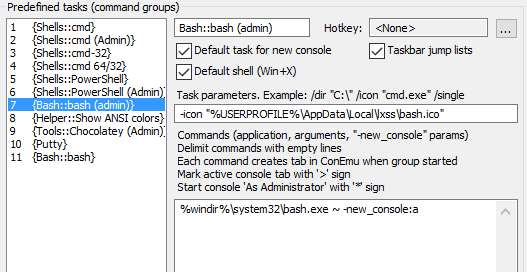 Predefined tasks (command groups)
1 {Shells::cmd}
2 {Shells::cmd (Admin)}
3 {Shells::cmd-32}
4 {Shells::cmd 64/32}
5 {Shells::PowerShell}
6 {Shells::PowerShell (Admin)}
7 {Bash::bash (admin)}
8 {Helper::Show ANSI colors}
9 {Tools::Chocolatey (Admin)}
10 {Putty}
11 {Bash::bash}
Bash::bash (admin) Hotkey: <None> ...
Default task for new console Taskbar jump lists
Default shell (Win+X)
Task parameters. Example: /dir "C:\" /icon "cmd.exe" /single
-icon "%USERPROFILE%\AppData\Local\lxss\bash.ico"
Commands (application, arguments, "-new_console" params)
Delimit commands with empty lines
Each command creates tab in ConEmu when group started
Mark active console tab with '>' sign
Start console 'As Administrator' with '*' sign
%windir%\system32\bash.exe ~ -new_console:a